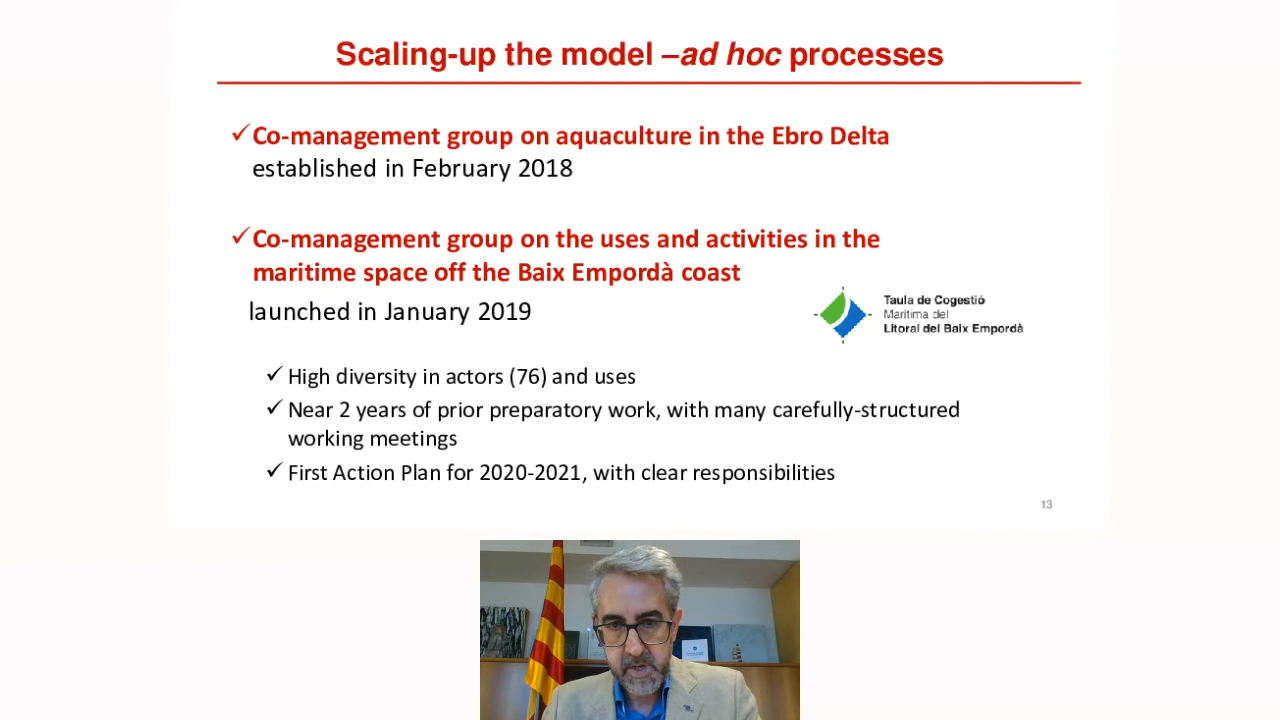 Scaling-up the model –ad hoc processes
✓Co-management group on aquaculture in the Ebro Delta
established in February 2018
✓Co-management group on the uses and activities in the
maritime space off the Baix Empordà coast
launched in January 2019
Taula de Cogestió
Marítima del
Litoral del Baix Empordà
✓ High diversity in actors (76) and uses
✓ Near 2 years of prior preparatory work, with many carefully-structured
working meetings
✓ First Action Plan for 2020-2021, with clear responsibilities
13